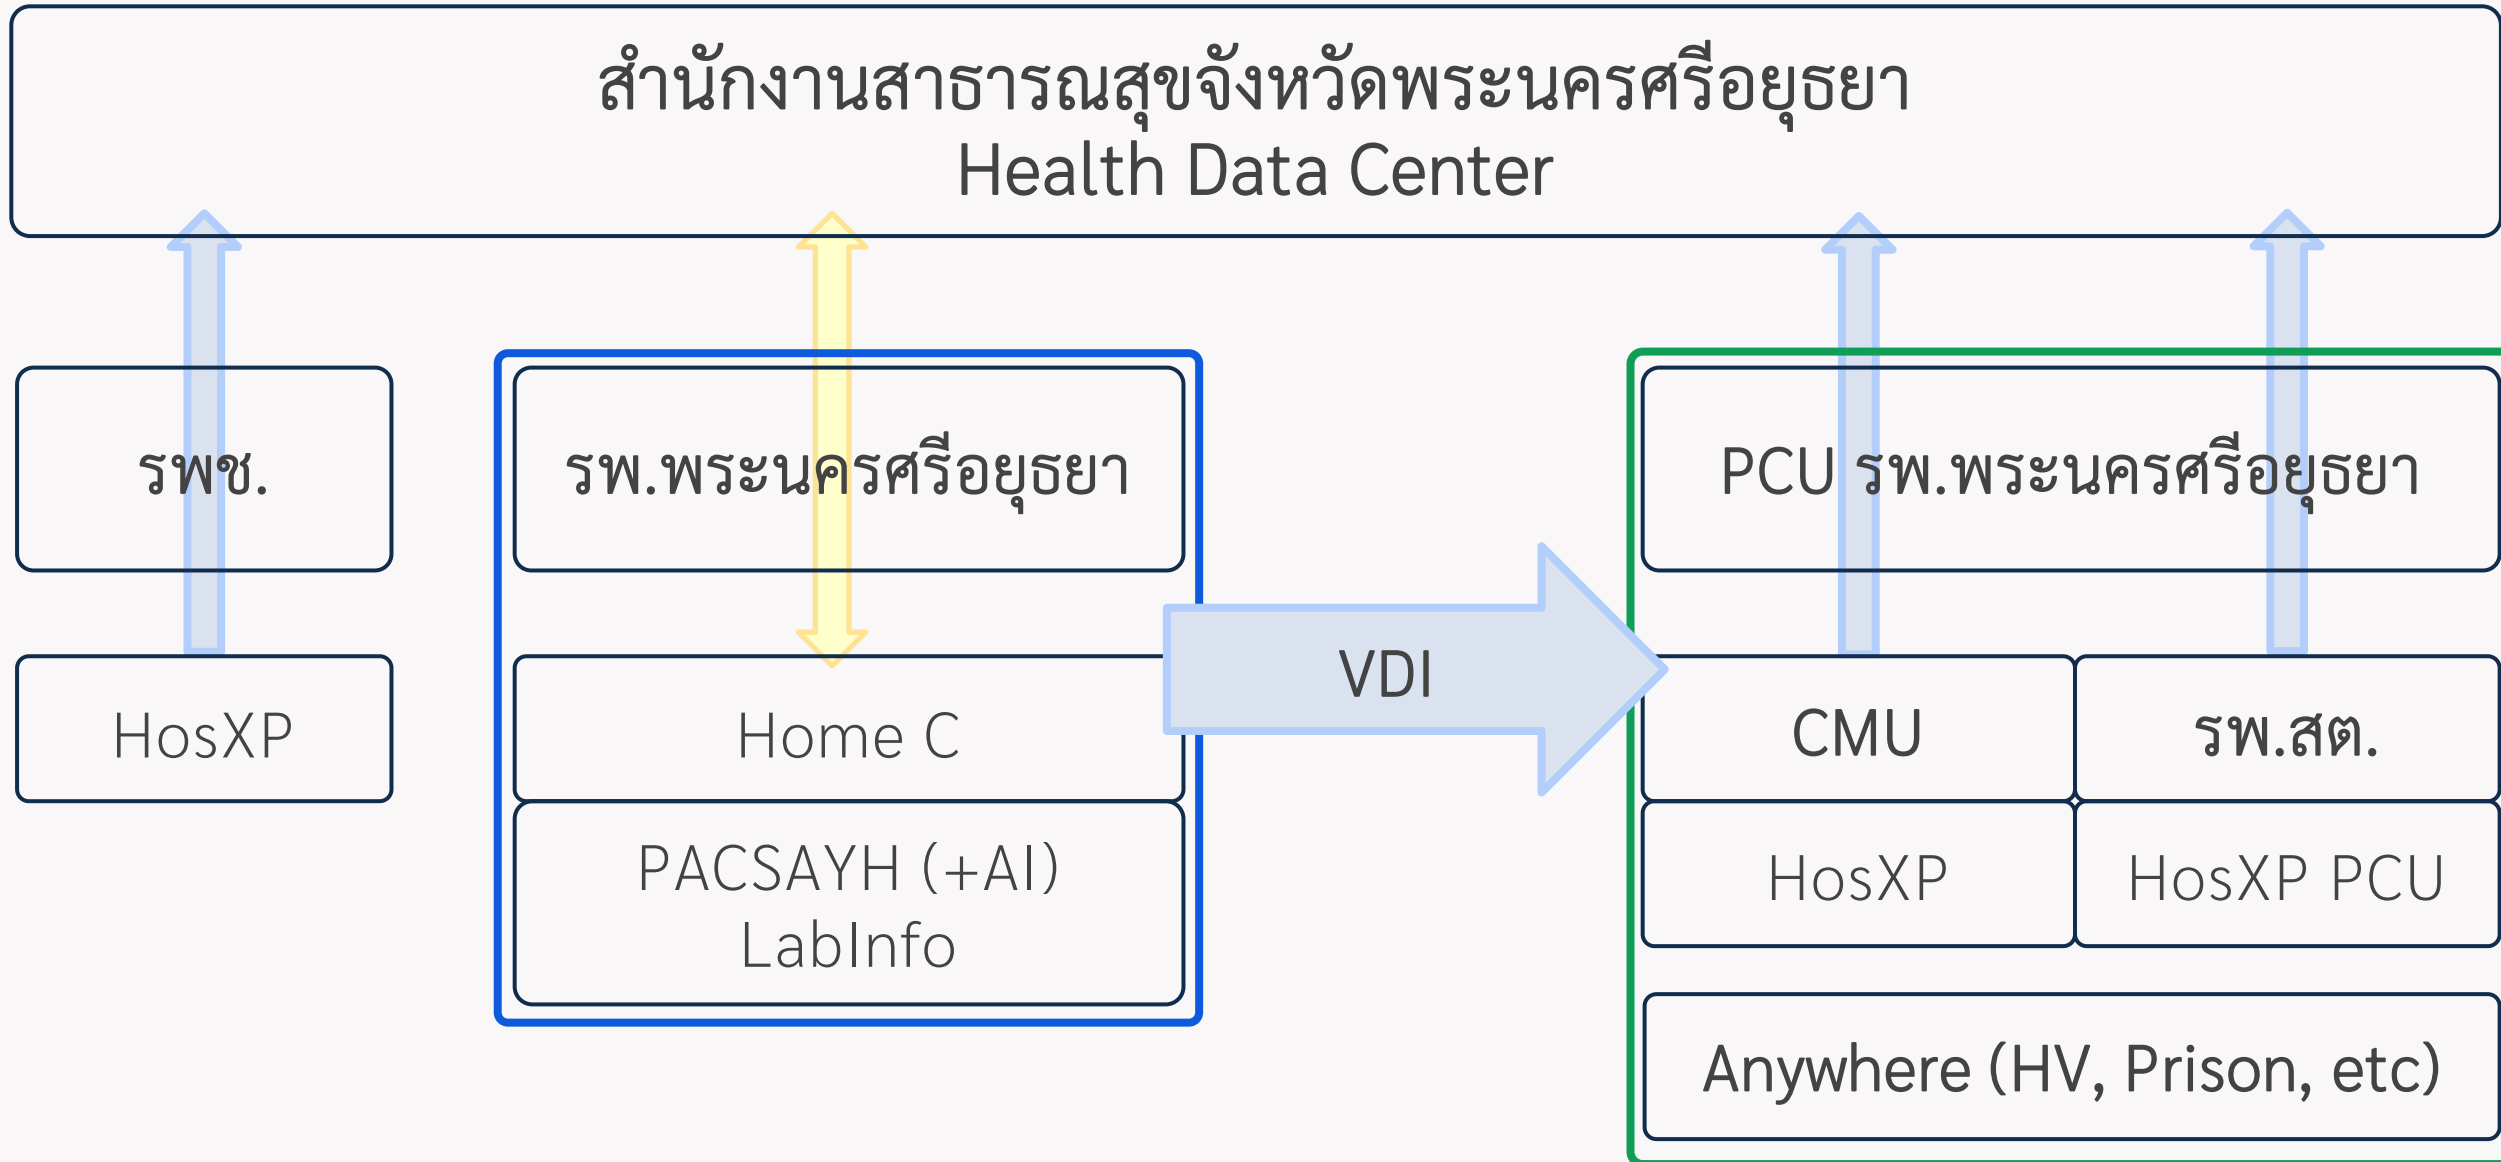 สำนักงานสาธารณสุขจังหวัดพระนครศรีอยุธยา
Health Data Center
รพช.
รพ.พระนครศรีอยุธยา
PCU รพ.พระนครศรีอยุธยา
VDI
HosXP
Home C
CMU
รพ.สต.
PACSAYH (+AI)
LabInfo
HosXP
HosXP PCU
Anywhere (HV, Prison, etc)